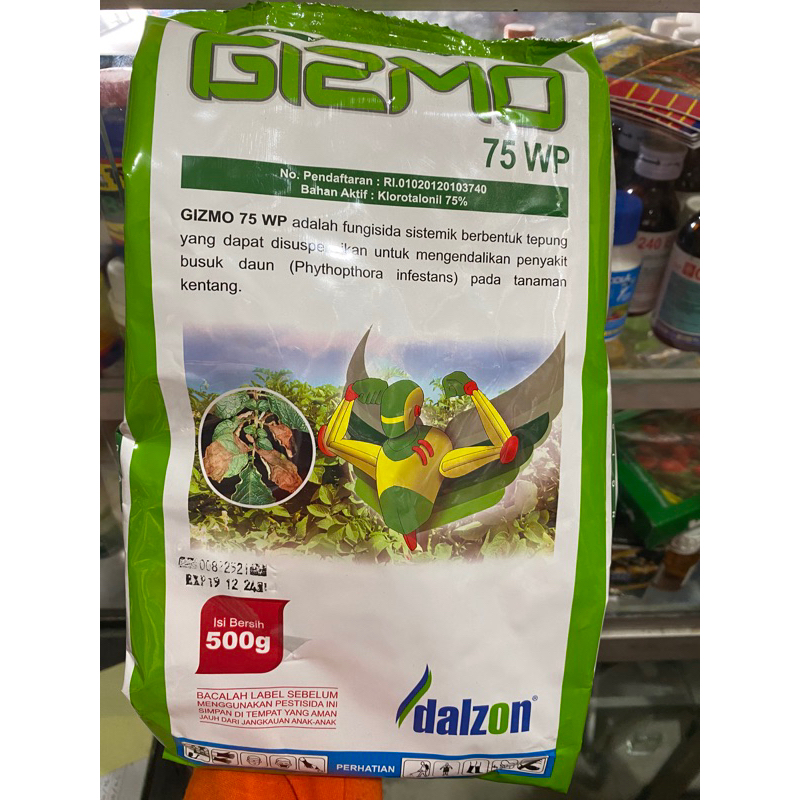 GIZMO
75 WP
No. Pendaftaran : RI.01020120103740
Bahan Aktif : Klorotalonil 75%
GIZMO 75 WP adalah fungisida sistemik berbentuk tepung
yang dapat untuk mengendalikan penyakit
busuk daun (Phythopthora infestans) pada tanaman
kentang.
EXP 19 12 24
Isi Bersih
500g
BACALAH LABEL SEBELUM
MENGGUNAKAN PESTISIDA INI
SIMPAN DI TEMPAT YANG AMAN
JAUH DARI JANGKAUAN ANAK-ANAK
dalzon®
PERHATIAN
240